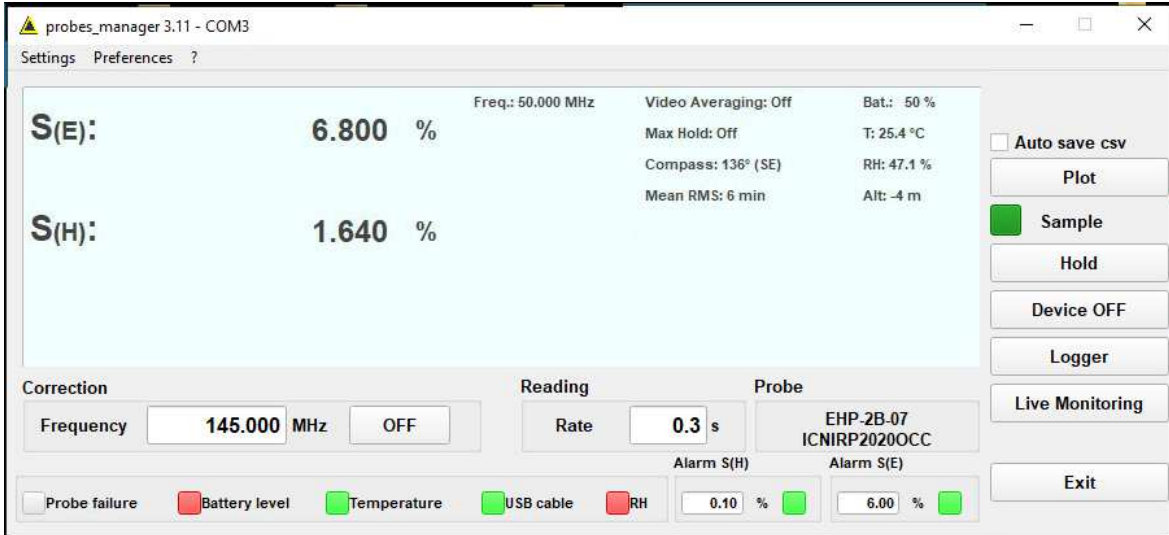 probes_manager 3.11 - COM3
Settings Preferences ?
S(E): 6.800 %
Freq.: 50.000 MHz
Video Averaging: Off
Max Hold: Off
Compass: 136° (SE)
Mean RMS: 6 min
Bat.: 50 %
T: 25.4 °C
RH: 47.1 %
Alt: -4 m
S(H): 1.640 %
Auto save csv
Plot
Sample
Hold
Device OFF
Logger
Live Monitoring
Exit
Correction
Frequency 145.000 MHz OFF
Reading
Rate 0.3 s
Probe
EHP-2B-07
ICNIRP2020OCC
Probe failure Battery level Temperature USB cable RH
Alarm S(H)
0.10 %
Alarm S(E)
6.00 %